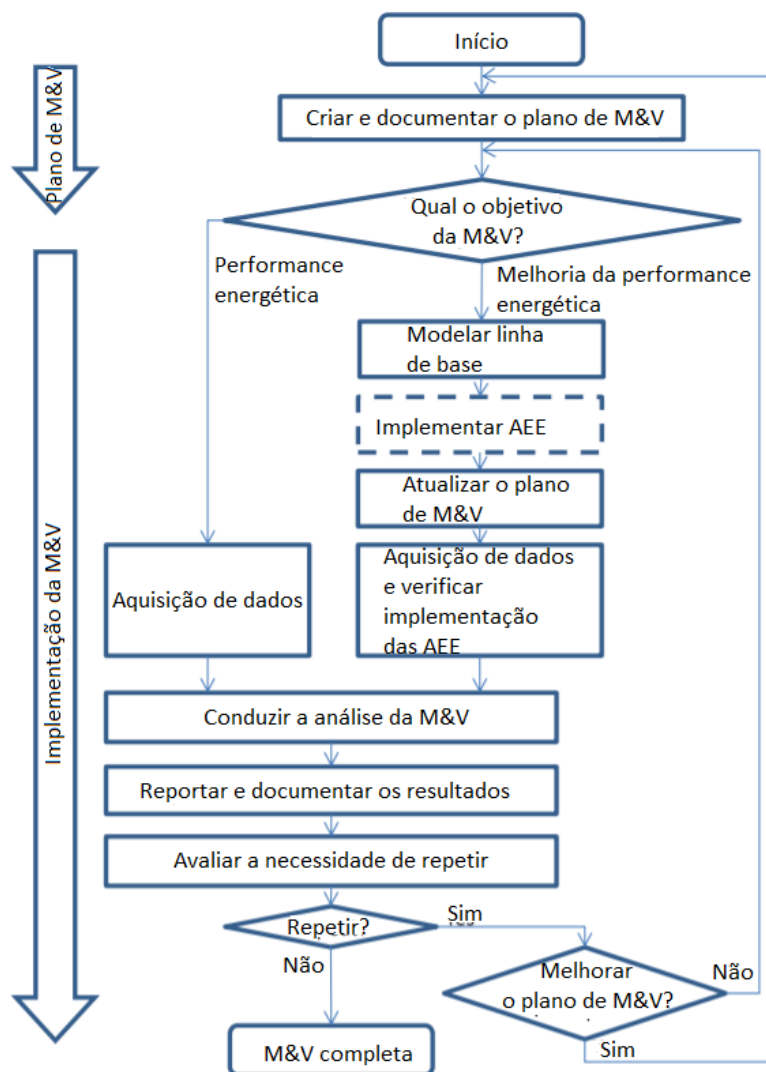 Início
Plano de M&V
Criar e documentar o plano de M&V
Qual o objetivo
da M&V?
Performance
energética
Melhoria da performance
energética
Modelar linha
de base
Implementar AEE
Atualizar o plano
de M&V
Implementação da M&V
Aquisição de dados
Aquisição de dados
e verificar
implementação
das AEE
Conduzir a análise da M&V
Reportar e documentar os resultados
Avaliar a necessidade de repetir
Repetir?
Sim
Não
Melhorar
o plano de M&V?
Não
Sim
M&V completa